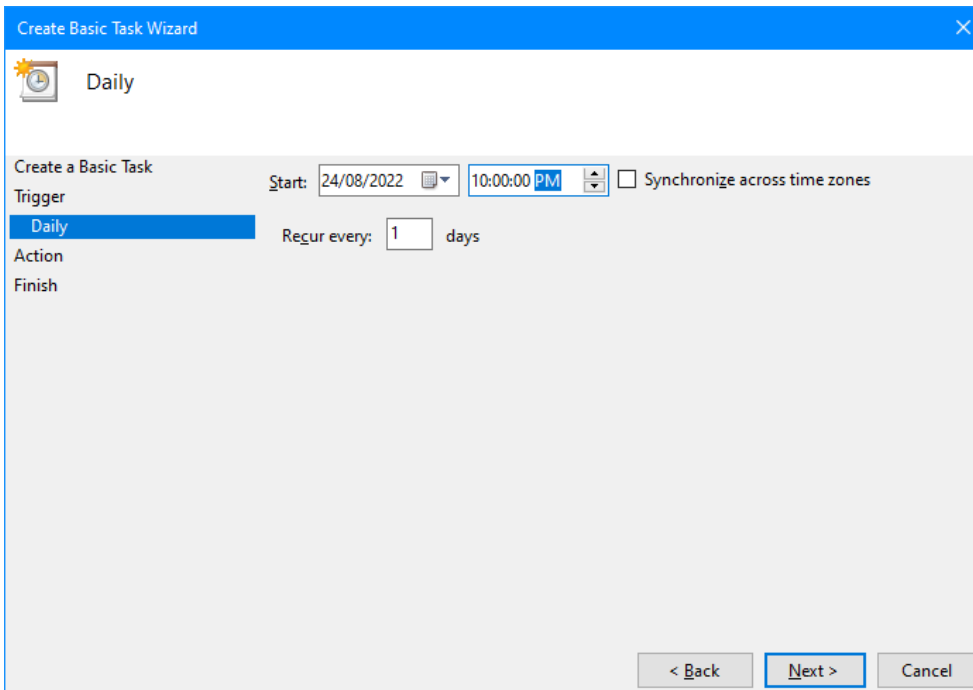 Create Basic Task Wizard
Daily
Create a Basic Task
Trigger
Daily
Action
Finish
Start: 24/08/2022 10:00:00 PM Synchronize across time zones
Recur every: 1 days
< Back Next > Cancel